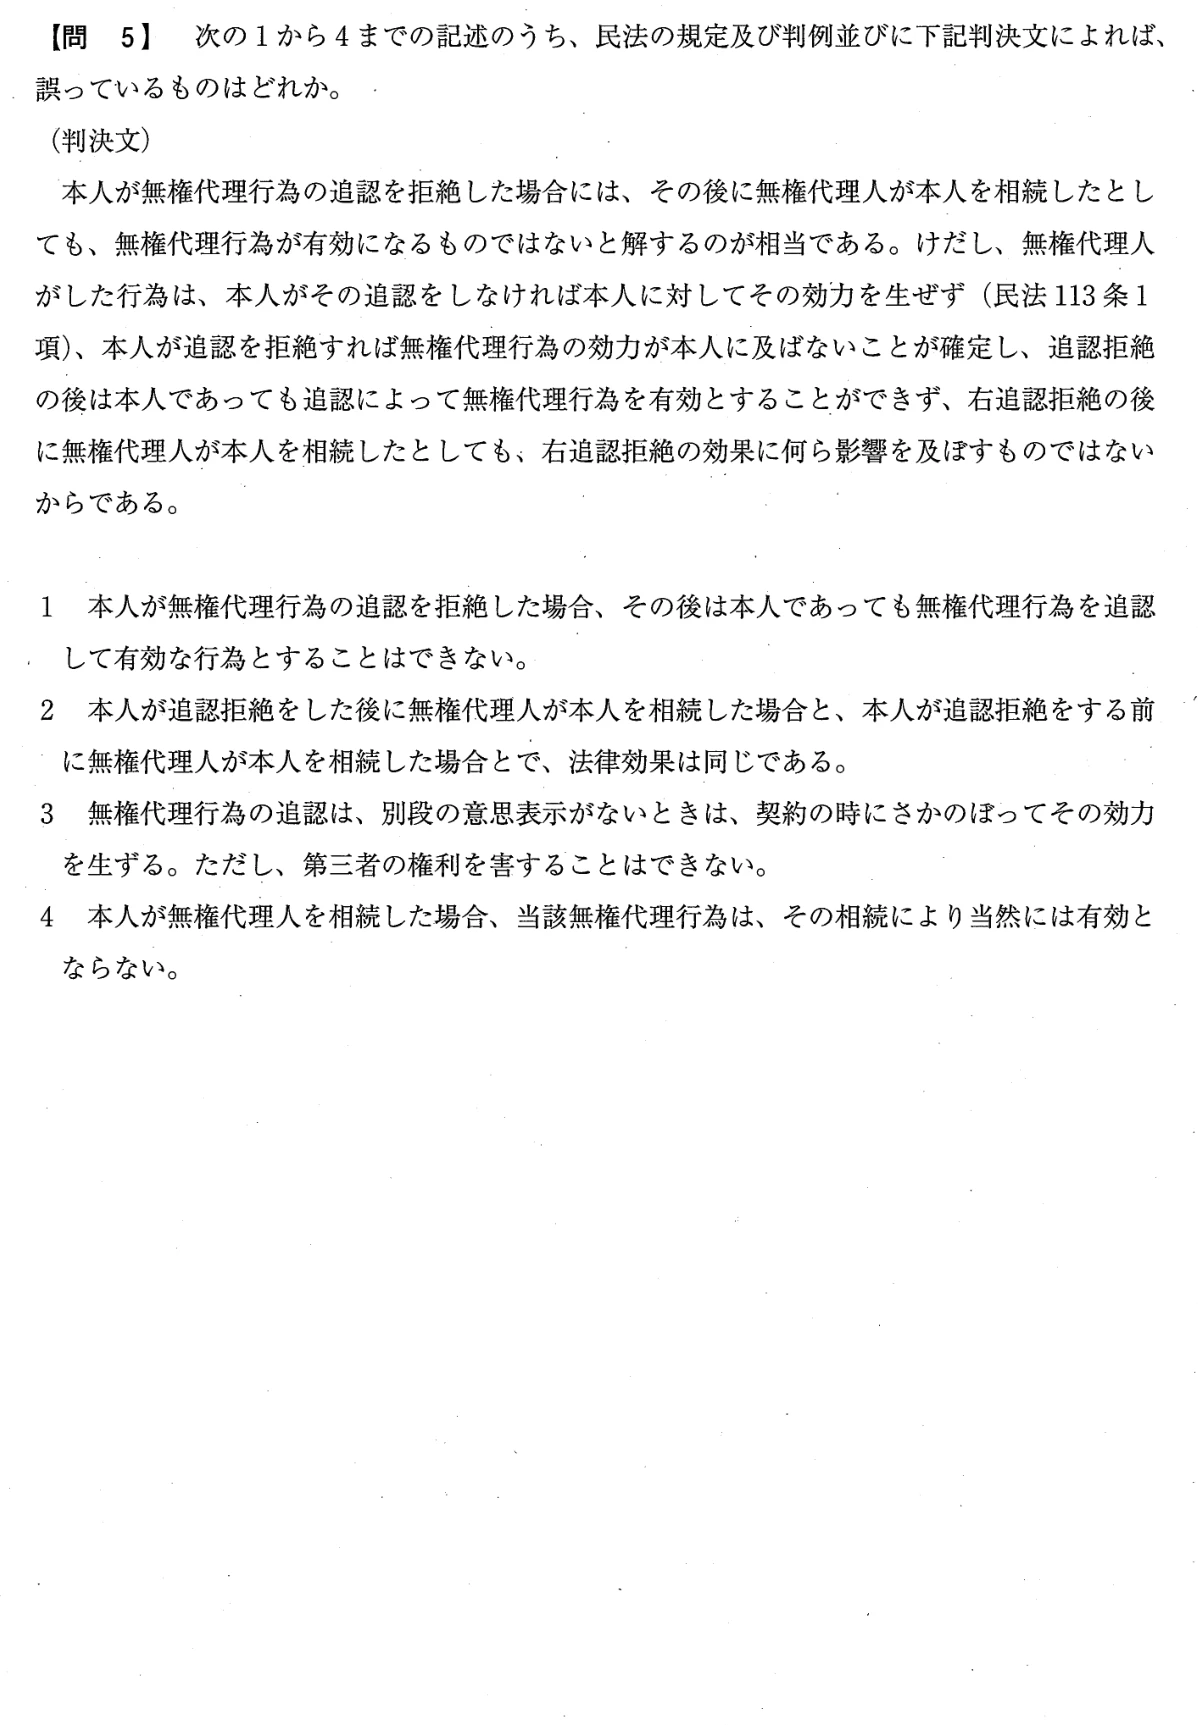 【問 5】 次の1から4までの記述のうち、民法の規定及び判例並びに下記判決文によれば、
誤っているものはどれか。
（判決文）
本人が無権代理行為の追認を拒絶した場合には、その後に無権代理人が本人を相続したとし
ても、無権代理行為が有効になるものではないと解するのが相当である。けだし、無権代理人
がした行為は、本人がその追認をしなければ本人に対してその効力を生ぜず（民法113条1
項）、本人が追認を拒絶すれば無権代理行為の効力が本人に及ばないことが確定し、追認拒絶
の後は本人であっても追認によって無権代理行為を有効とすることができず、右追認拒絶の後
に無権代理人が本人を相続したとしても、右追認拒絶の効果に何ら影響を及ぼすものではない
からである。
1 本人が無権代理行為の追認を拒絶した場合、その後は本人であっても無権代理行為を追認
して有効な行為とすることはできない。
2 本人が追認拒絶をした後に無権代理人が本人を相続した場合と、本人が追認拒絶をする前
に無権代理人が本人を相続した場合とで、法律効果は同じである。
3 無権代理行為の追認は、別段の意思表示がないときは、契約の時にさかのぼってその効力
を生ずる。ただし、第三者の権利を害することはできない。
4 本人が無権代理人を相続した場合、当該無権代理行為は、その相続により当然には有効と
ならない。